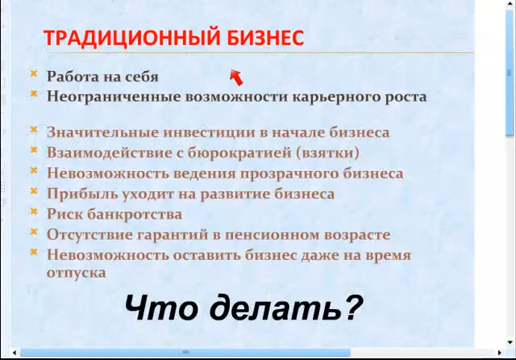 ТРАДИЦИОННЫЙ БИЗНЕС
Работа на себя
Неограниченные возможности карьерного роста
Значительные инвестиции в начале бизнеса
Взаимодействие с бюрократией (взятки)
Невозможность ведения прозрачного бизнеса
Прибыль уходит на развитие бизнеса
Риск банкротства
Отсутствие гарантий в пенсионном возрасте
Невозможность оставить бизнес даже на время
отпуска
Что делать?